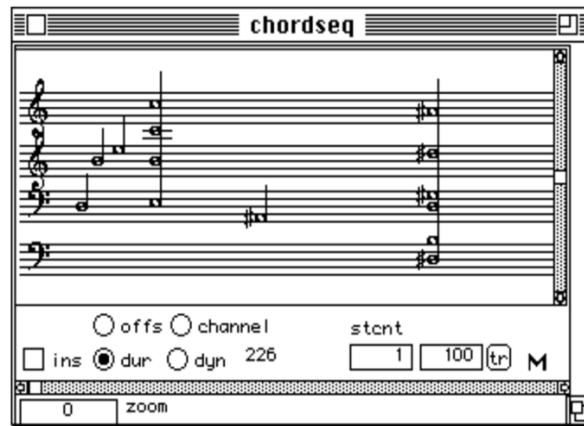 chordseq
offs channel stcnt
ins dur dyn 226 1 100 tr M
0 zoom